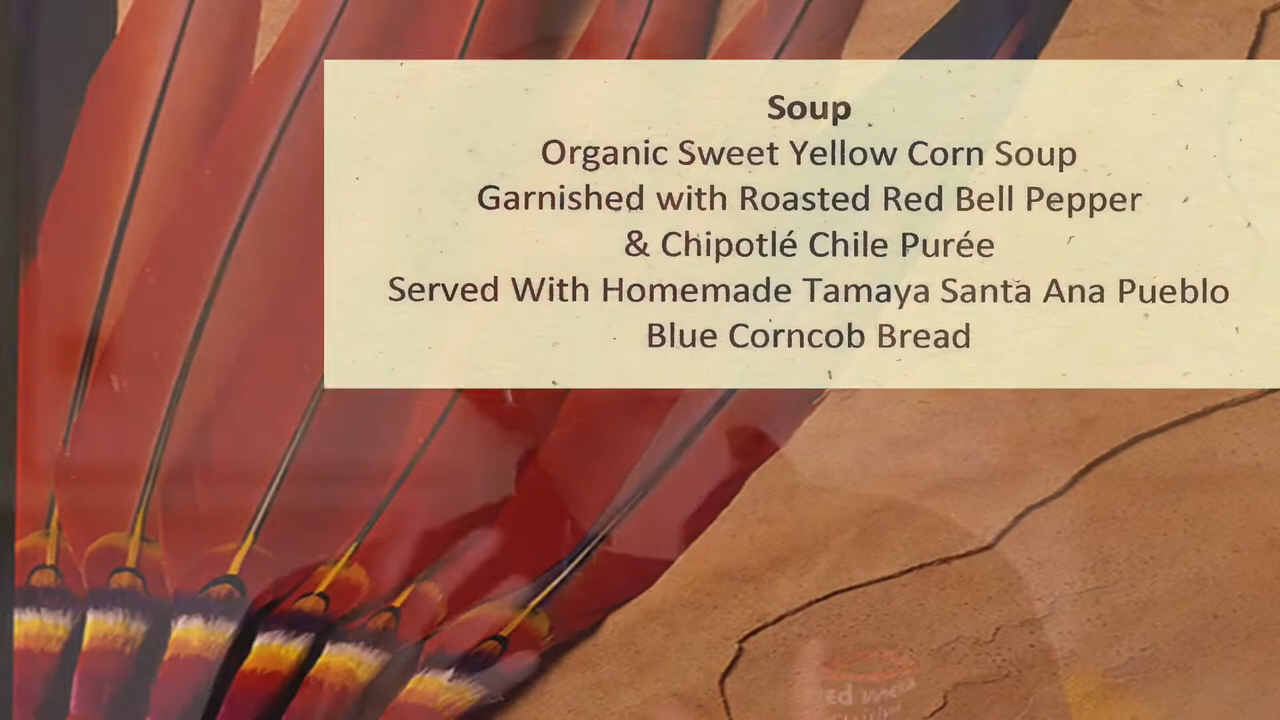 Soup
Organic Sweet Yellow Corn Soup
Garnished with Roasted Red Bell Pepper
& Chipotlé Chile Purée
Served With Homemade Tamaya Santa Ana Pueblo
Blue Corncob Bread